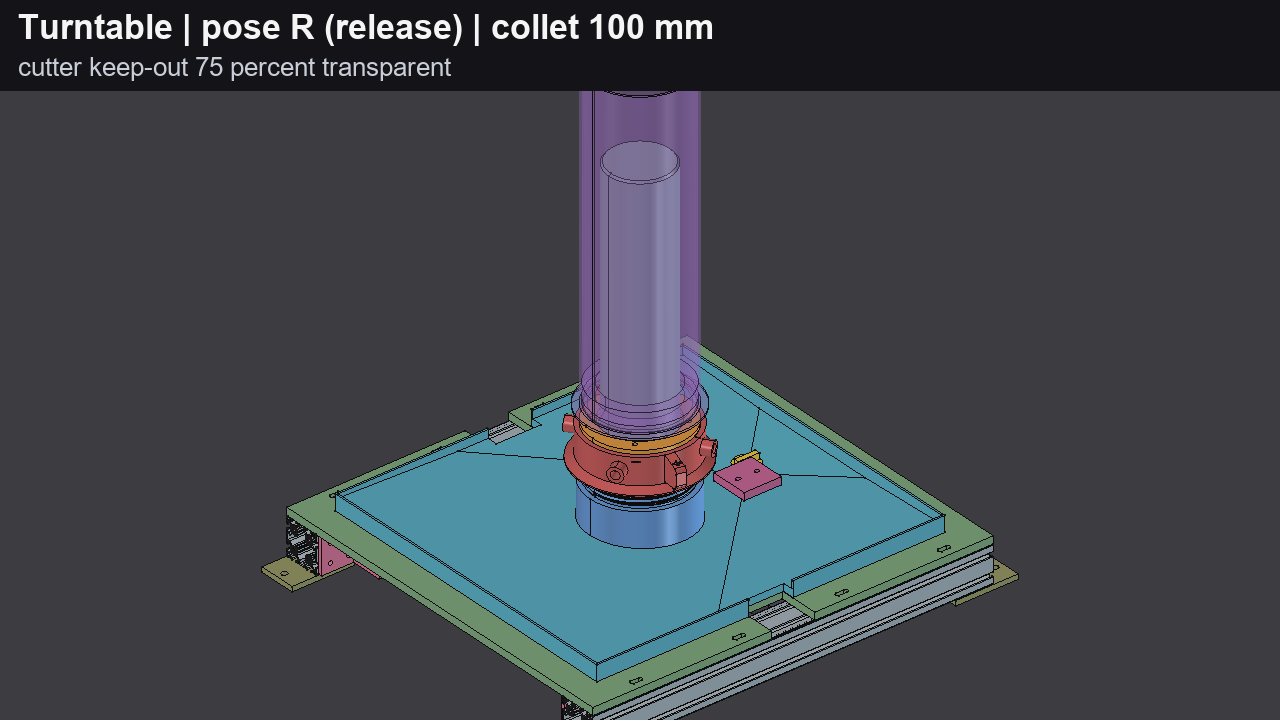 Turntable | pose R (release) | collet 100 mm
cutter keep-out 75 percent transparent